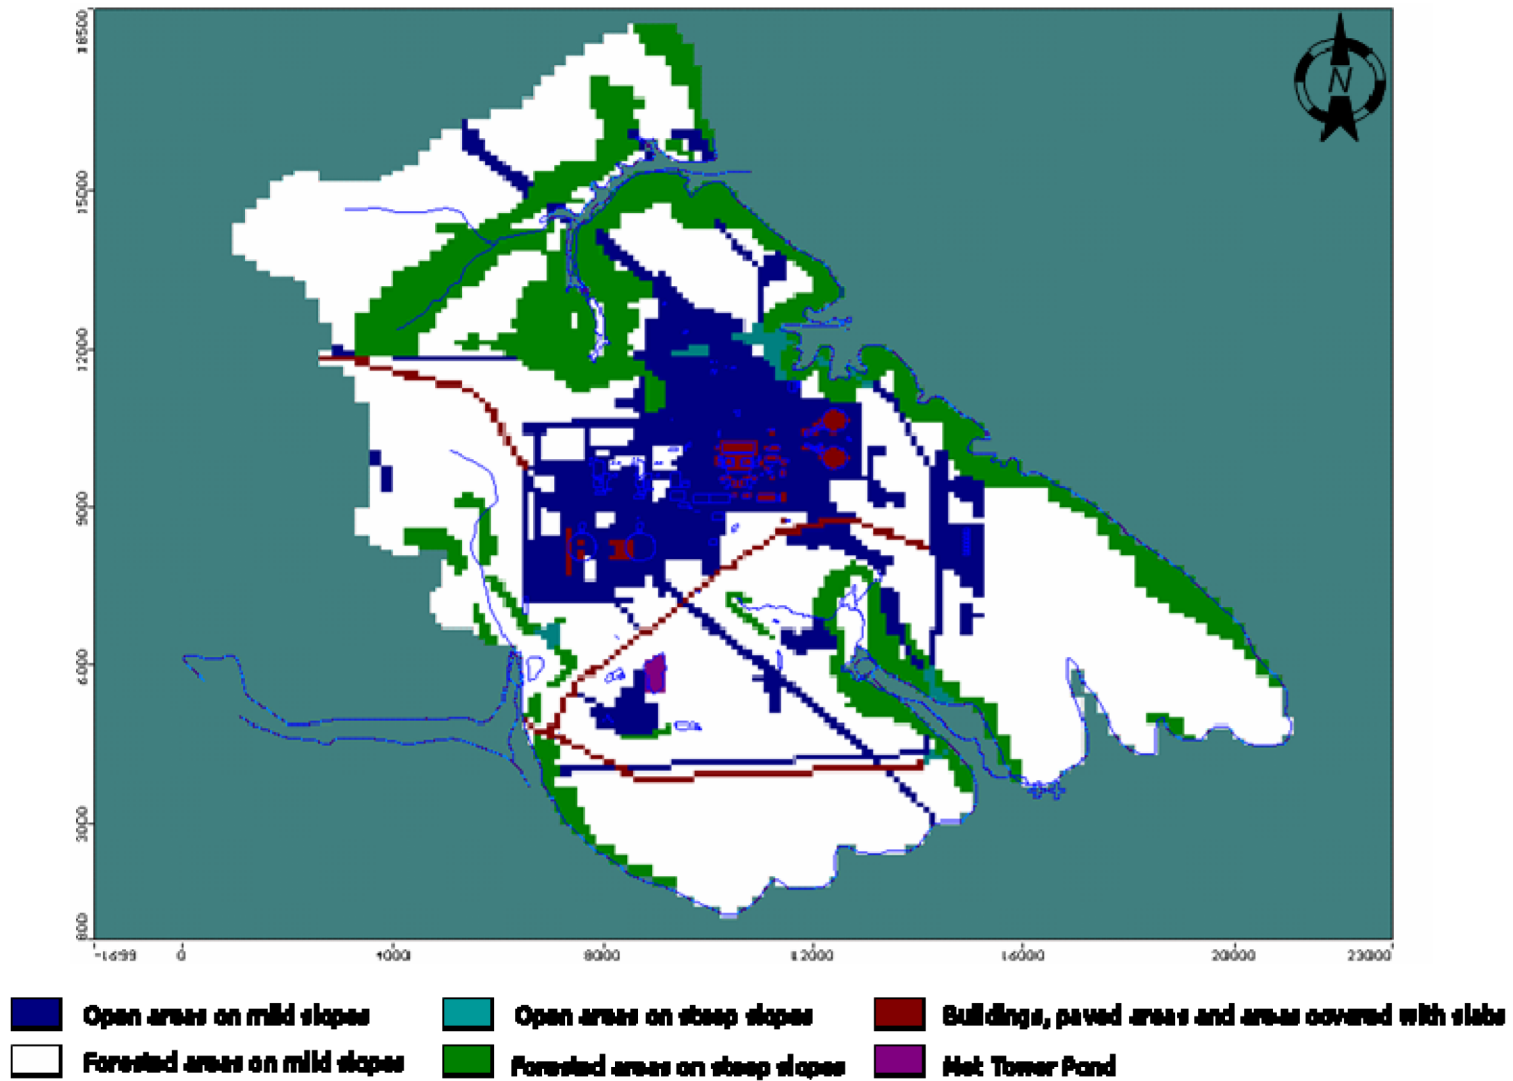 N
18500
15000
12000
9000
6000
3000
800
-1699 0 4000 8000 12000 16000 20000 23000
Open areas on mild slopes
Open areas on steep slopes
Buildings, paved areas and areas covered with slabs
Forested areas on mild slopes
Forested areas on steep slopes
Met Tower Pond